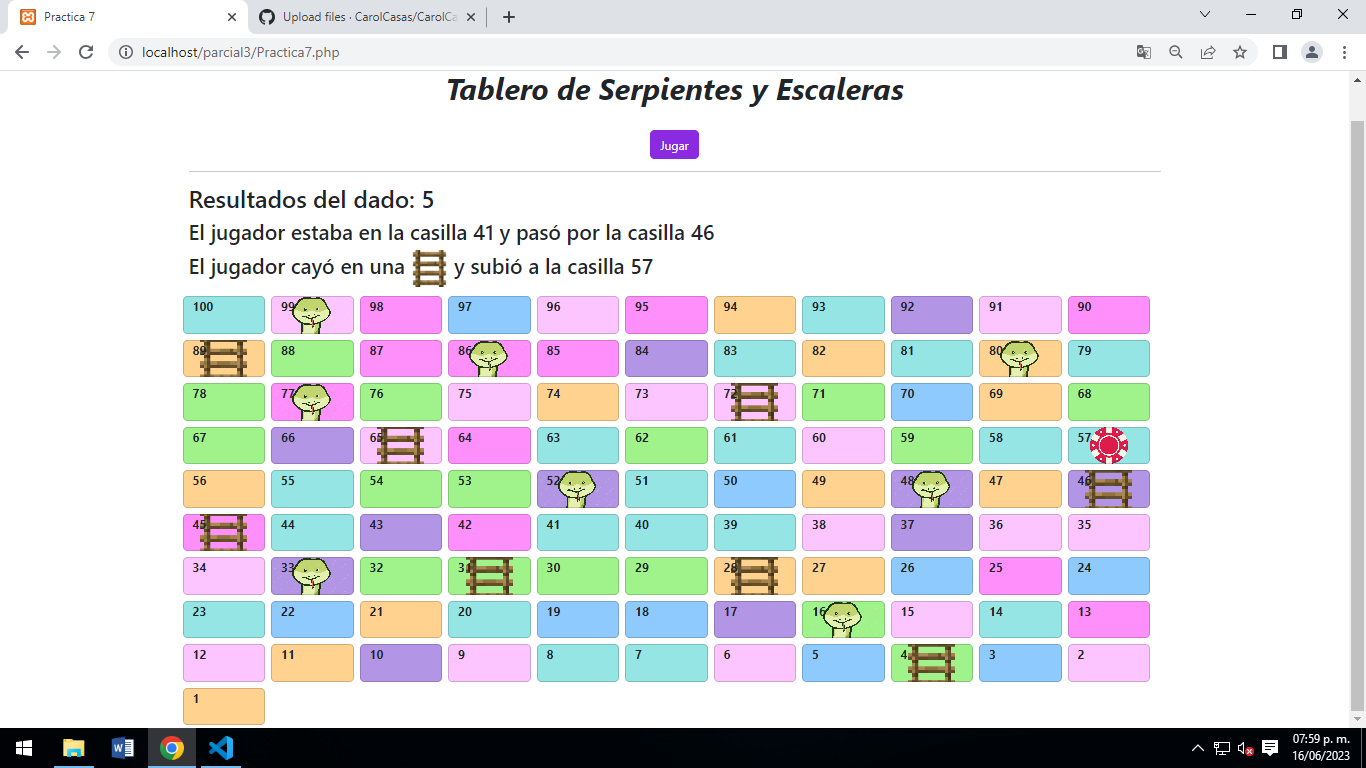 Practica 7
Upload files · CarolCasas/CarolCa
localhost/parcial3/Practica7.php
Tablero de Serpientes y Escaleras
Jugar
Resultados del dado: 5
El jugador estaba en la casilla 41 y pasó por la casilla 46
El jugador cayó en una y subió a la casilla 57
100 99 98 97 96 95 94 93 92 91 90
89 88 87 86 85 84 83 82 81 80 79
78 77 76 75 74 73 72 71 70 69 68
67 66 65 64 63 62 61 60 59 58 57
56 55 54 53 52 51 50 49 48 47 46
45 44 43 42 41 40 39 38 37 36 35
34 33 32 31 30 29 28 27 26 25 24
23 22 21 20 19 18 17 16 15 14 13
12 11 10 9 8 7 6 5 4 3 2
1
07:59 p. m.
16/06/2023